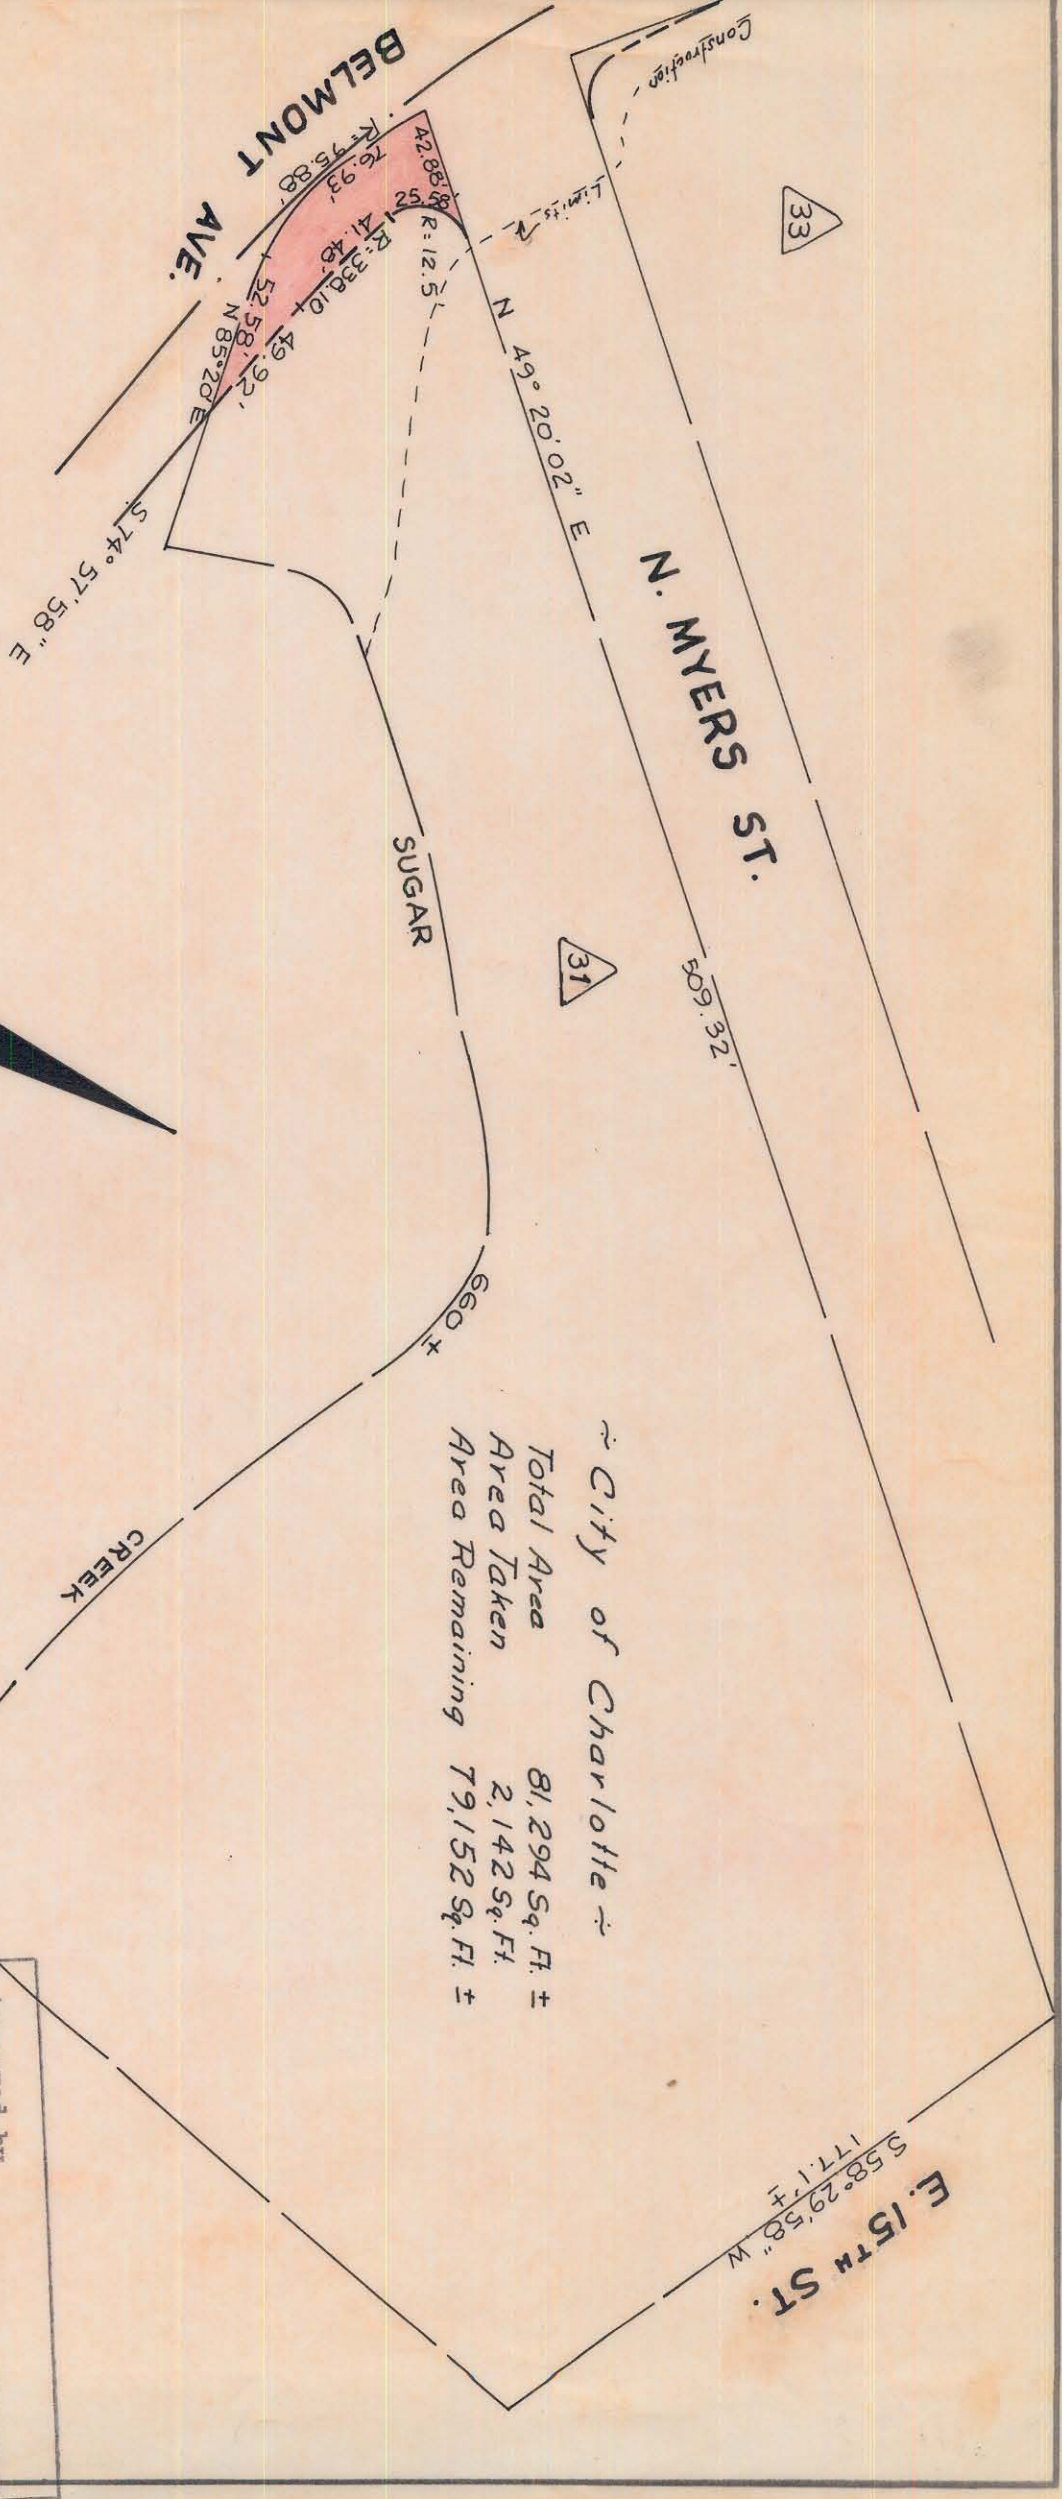 BELMONT AVE.
R=95.88'
76.93'
42.88'
25.58'
R=12.5'
R=338.10
41.48'
49.92'
52.58'
N 85°20'E
S 74° 57' 58" E
Construction
Limits
33
N 49° 20' 02" E
N. MYERS ST.
509.32'
31
SUGAR
CREEK
660 ±
~ City of Charlotte ~
Total Area 81,294 Sq. Ft. ±
Area Taken 2,142 Sq. Ft.
Area Remaining 79,152 Sq. Ft. ±
S 58° 29' 58" W
177.1' ±
E. 15TH ST.